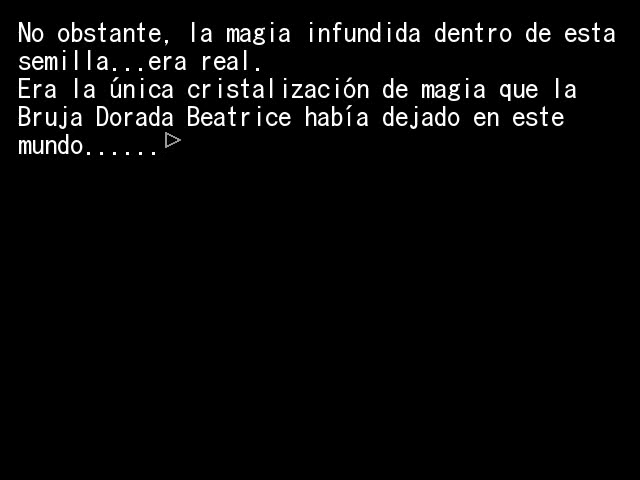 No obstante, la magia infundida dentro de esta
semilla...era real.
Era la única cristalización de magia que la
Bruja Dorada Beatrice había dejado en este
mundo......